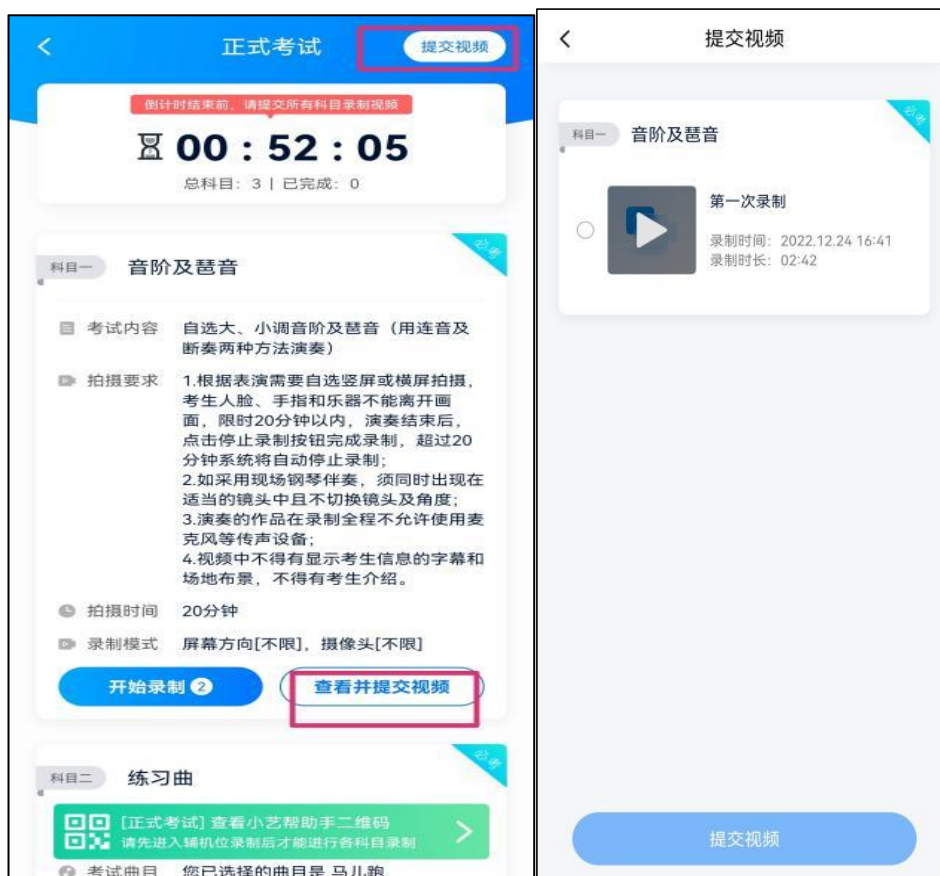 正式考试
提交视频
倒计时结束前，请提交所有科目录制视频
00 : 52 : 05
总科目：3 | 已完成：0
必考
科目一 音阶及琶音
考试内容 自选大、小调音阶及琶音（用连音及
断奏两种方法演奏）
拍摄要求 1.根据表演需要自选竖屏或横屏拍摄，
考生人脸、手指和乐器不能离开画
面，限时20分钟以内，演奏结束后，
点击停止录制按钮完成录制，超过20
分钟系统将自动停止录制；
2.如采用现场钢琴伴奏，须同时出现在
适当的镜头中且不切换镜头及角度；
3.演奏的作品在录制全程不允许使用麦
克风等传声设备；
4.视频中不得有显示考生信息的字幕和
场地布景，不得有考生介绍。
拍摄时间 20分钟
录制模式 屏幕方向[不限]，摄像头[不限]
开始录制 2
查看并提交视频
必考
科目二 练习曲
[正式考试] 查看小艺帮助手二维码
请先进入辅机位录制后才能进行各科目录制
考试曲目 您已选择的曲目是 马儿跑
提交视频
必考
科目一 音阶及琶音
第一次录制
录制时间：2022.12.24 16:41
录制时长：02:42
提交视频